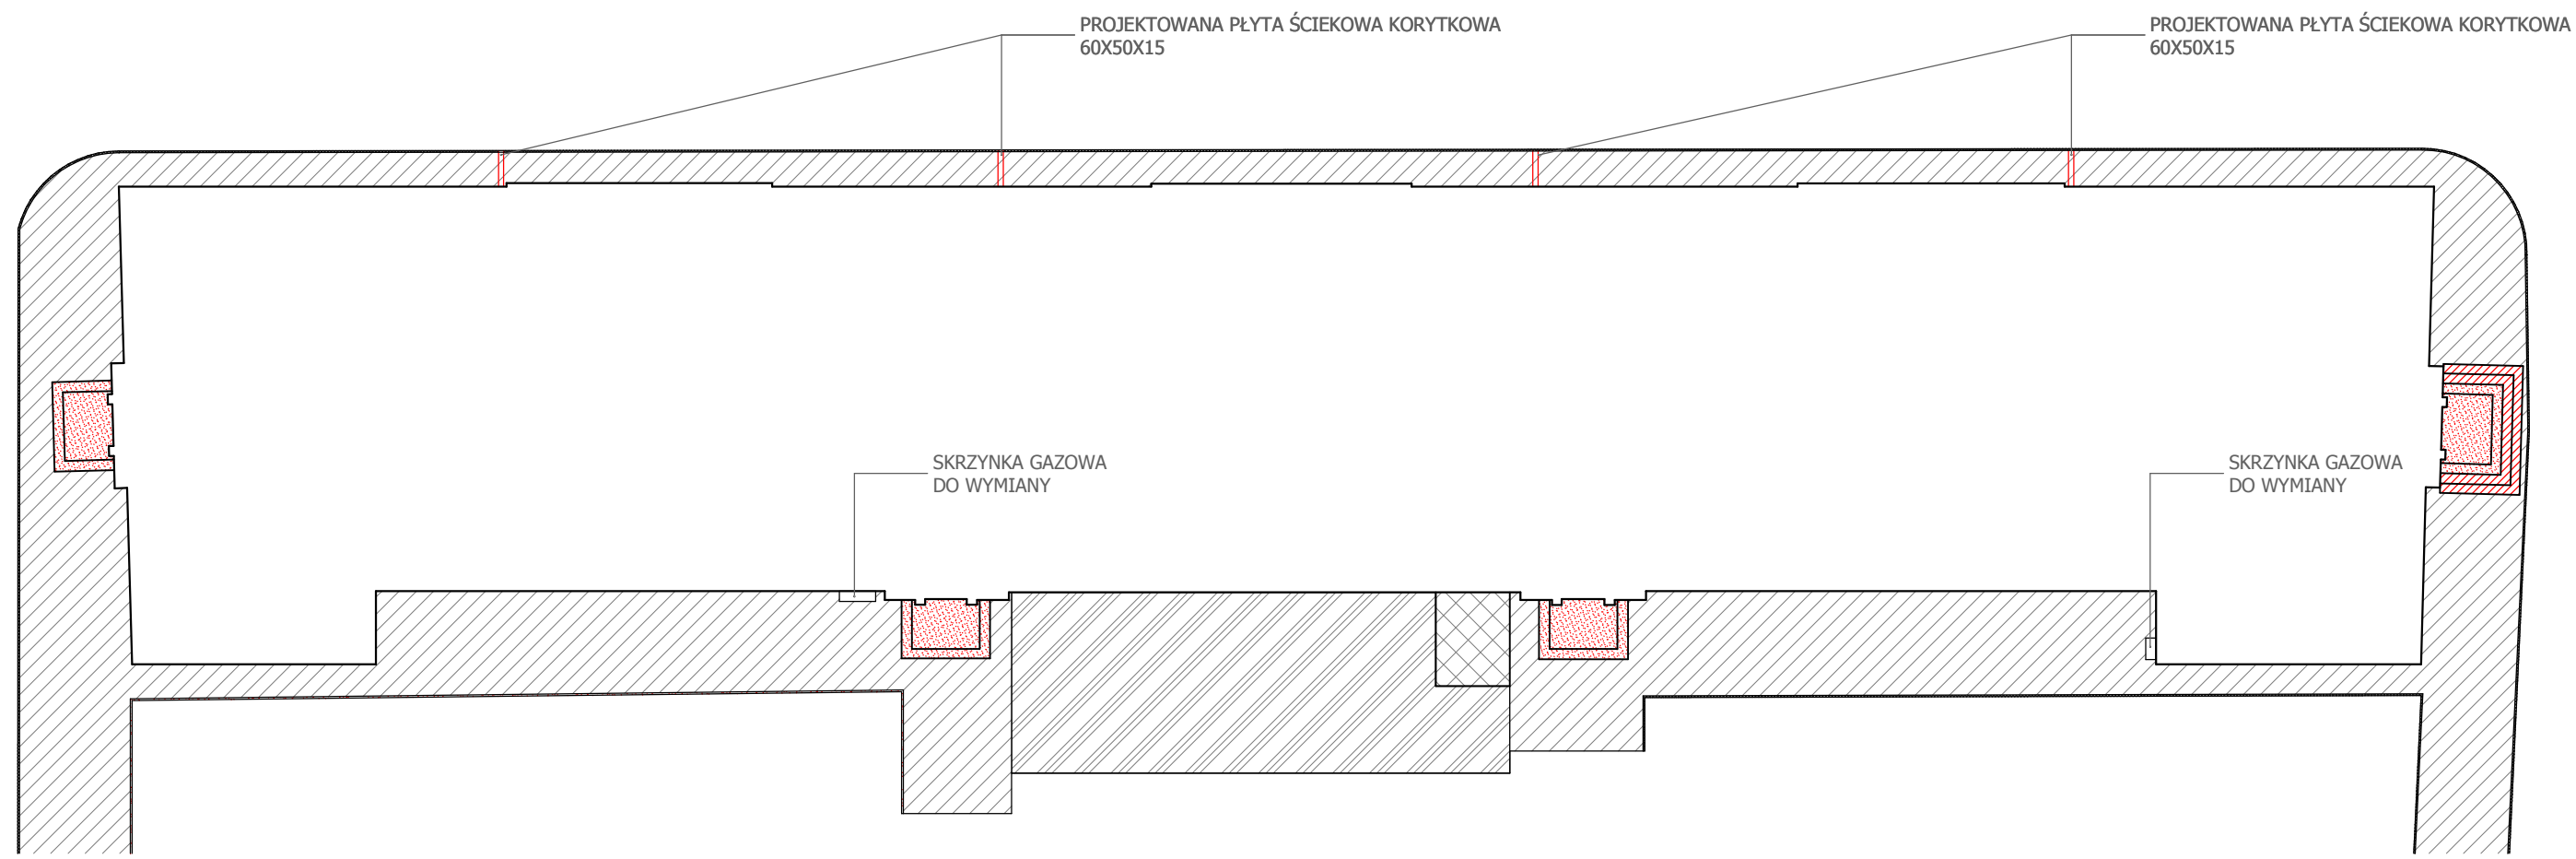 PROJEKTOWANA PŁYTA ŚCIEKOWA KORYTKOWA
60X50X15
PROJEKTOWANA PŁYTA ŚCIEKOWA KORYTKOWA
60X50X15
SKRZYNKA GAZOWA
DO WYMIANY
SKRZYNKA GAZOWA
DO WYMIANY